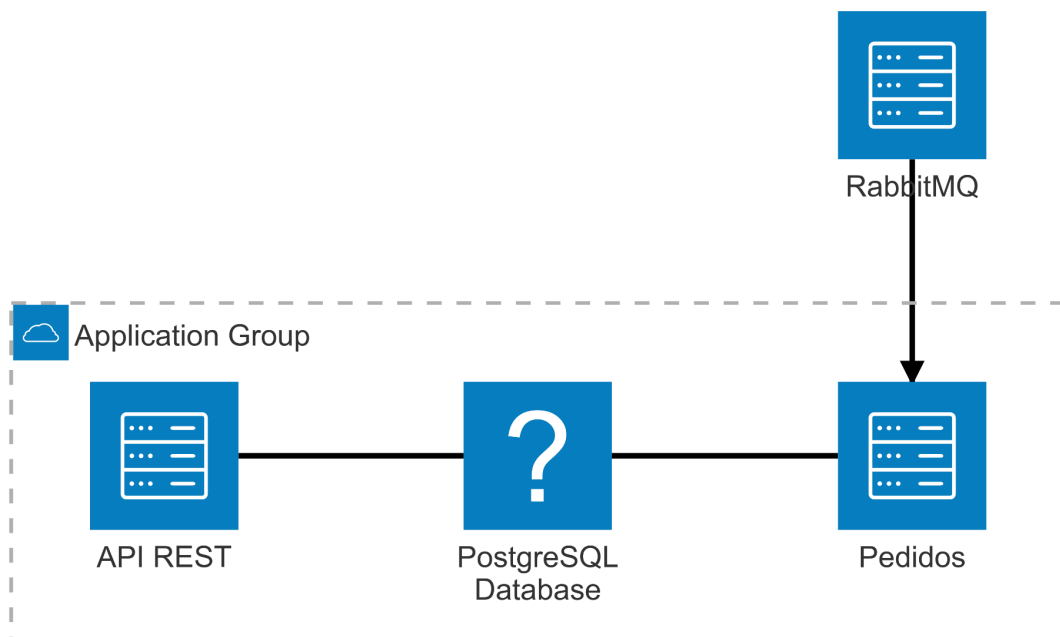 RabbitMQ
Application Group
?
API REST
PostgreSQL
Database
Pedidos